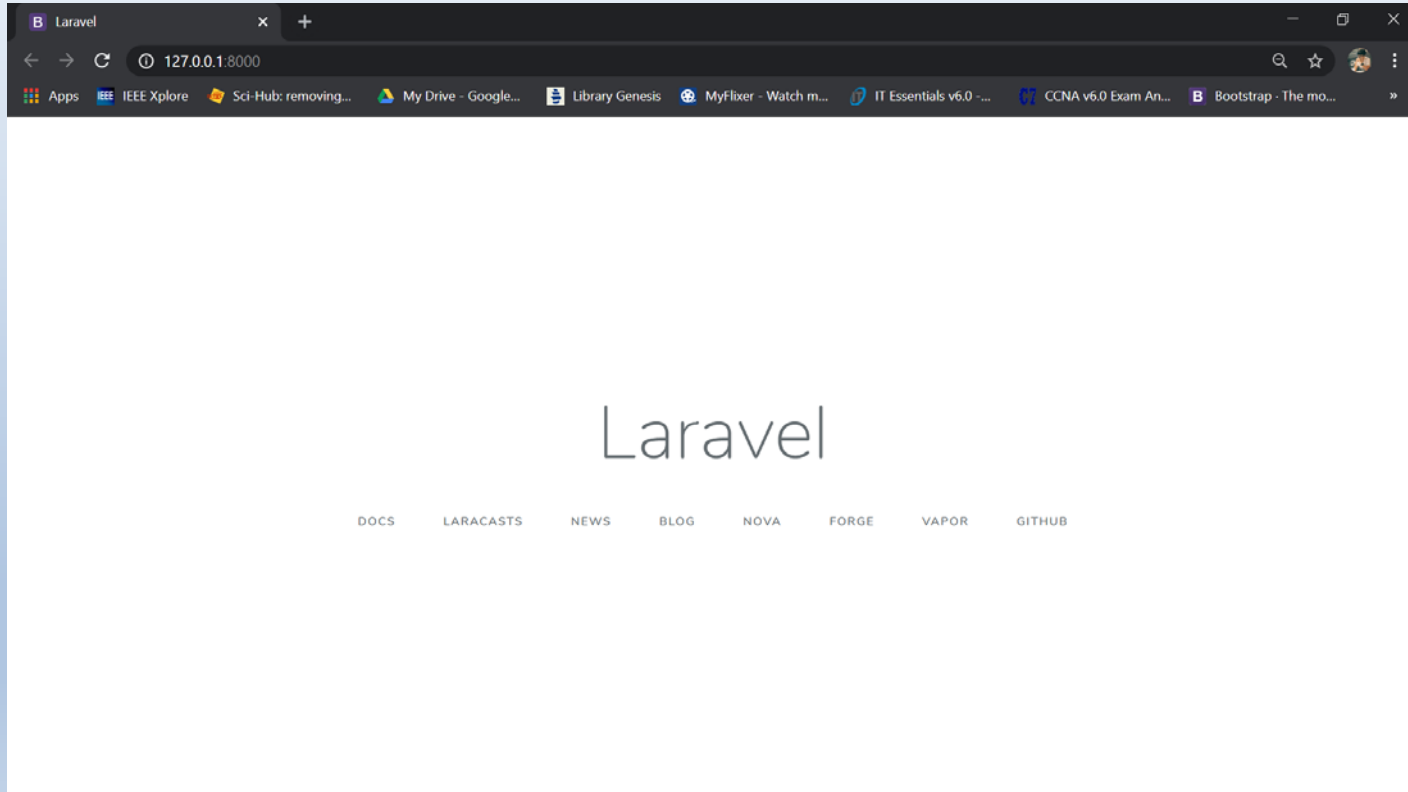 B Laravel
127.0.0.1:8000
Apps IEEE IEEE Xplore Sci-Hub: removing... My Drive - Google... Library Genesis MyFlixer - Watch m... IT Essentials v6.0 -... C7 CCNA v6.0 Exam An... B Bootstrap · The mo... »
Laravel
DOCS LARACASTS NEWS BLOG NOVA FORGE VAPOR GITHUB